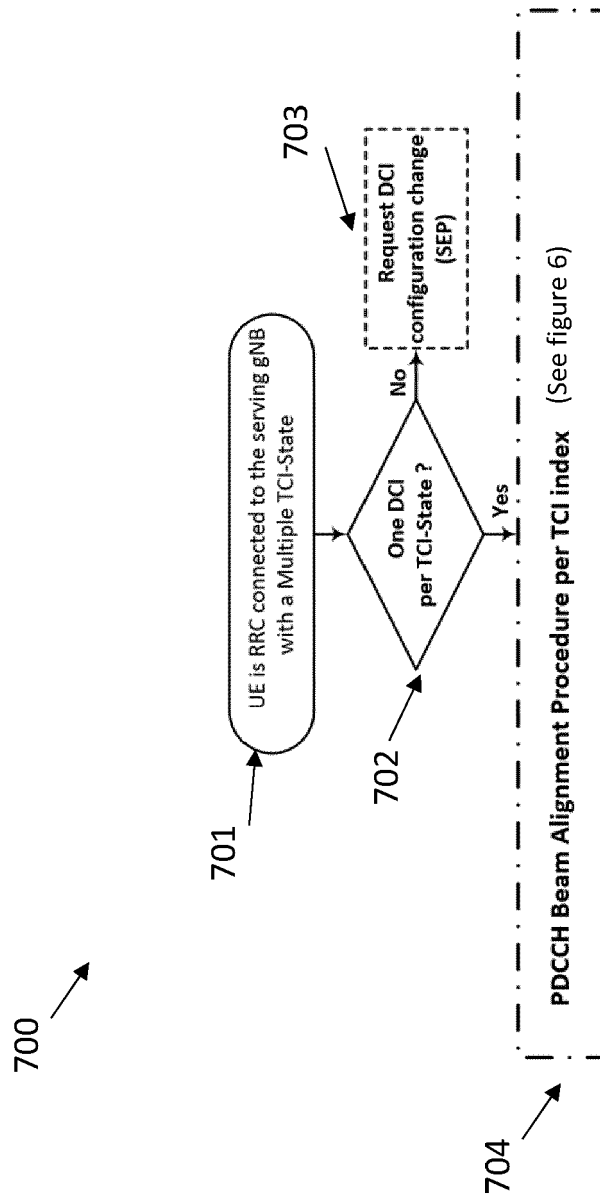 700
701
UE is RRC connected to the serving gNB
with a Multiple TCI-State
702
One DCI
per TCI-State ?
No
703
Request DCI
configuration change
(SEP)
Yes
704
PDCCH Beam Alignment Procedure per TCI index (See figure 6)